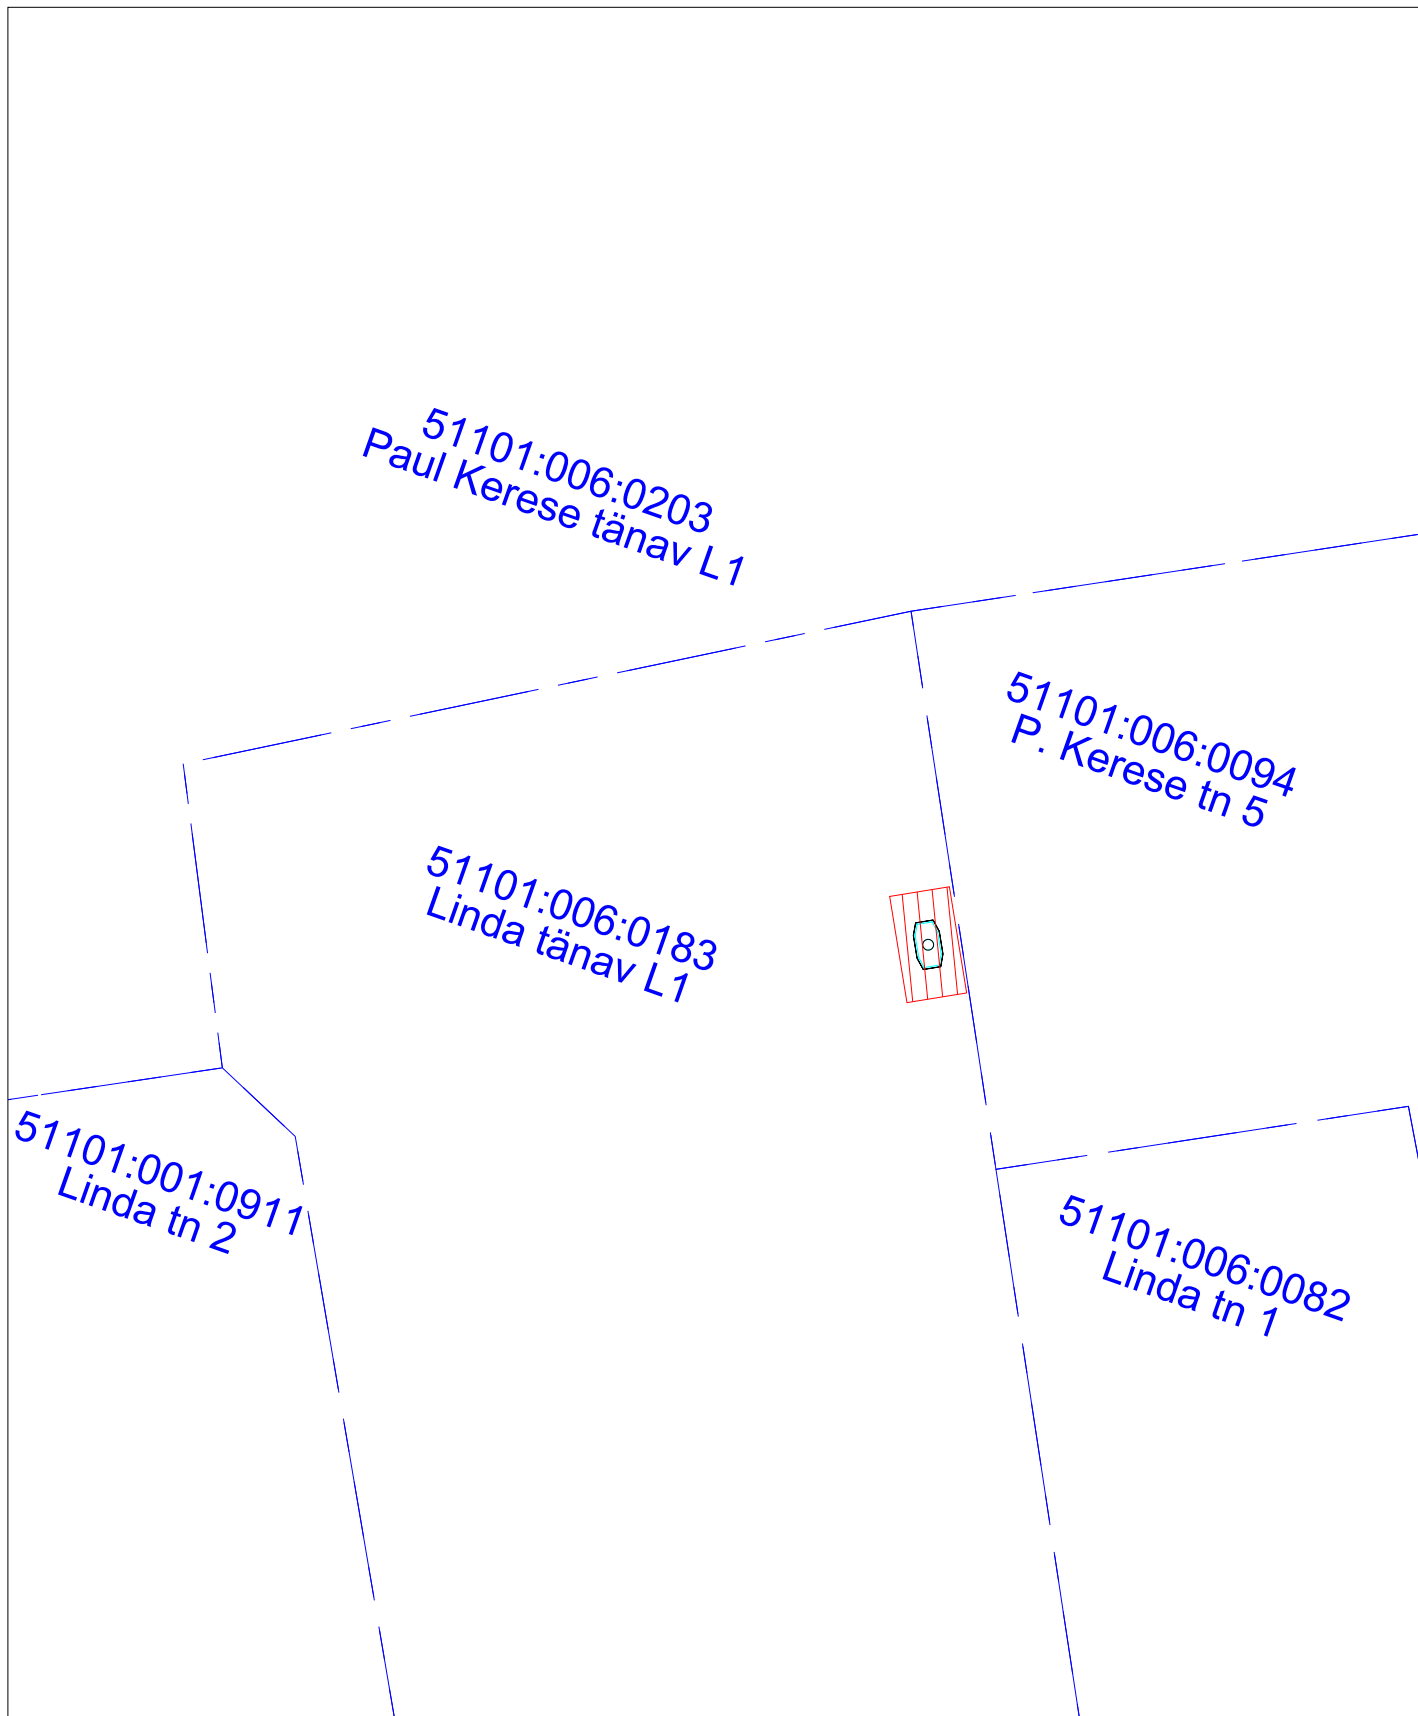 51101:006:0203
Paul Kerese tänav L1
51101:006:0094
P. Kerese tn 5
51101:006:0183
Linda tänav L1
51101:001:0911
Linda tn 2
51101:006:0082
Linda tn 1